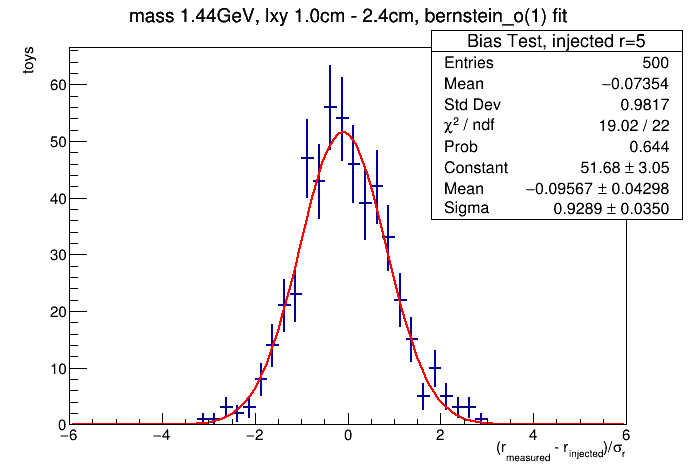 mass 1.44GeV, lxy 1.0cm - 2.4cm, bernstein_o(1) fit
Bias Test, injected r=5
Entries 500
Mean −0.07354
Std Dev 0.9817
χ² / ndf 19.02 / 22
Prob 0.644
Constant 51.68 ± 3.05
Mean −0.09567 ± 0.04298
Sigma 0.9289 ± 0.0350
toys
60
50
40
30
20
10
0
−6 −4 −2 0 2 4 6
(r_measured - r_injected)/σ_r